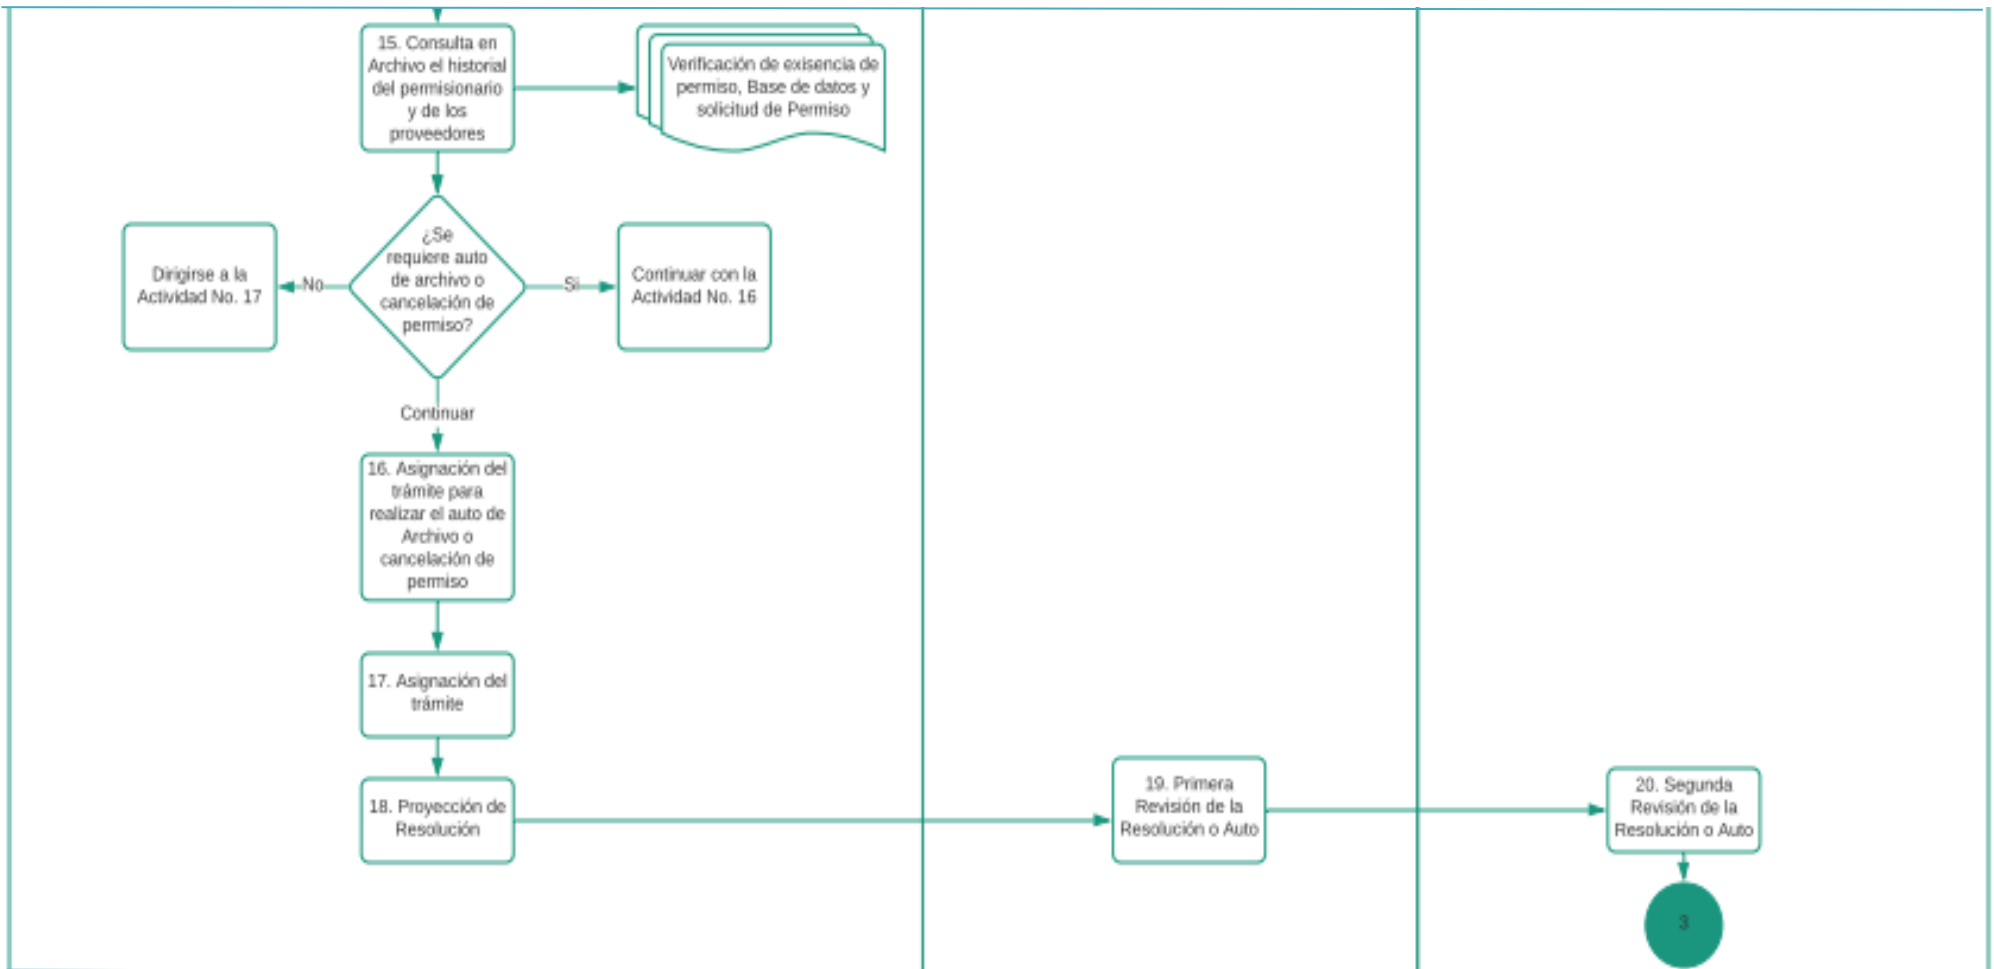 15. Consulta en
Archivo el historial
del permisionario
y de los
proveedores
Verificación de exisencia de
permiso, Base de datos y
solicitud de Permiso
¿Se
requiere auto
de archivo o
cancelación de
permiso?
Dirigirse a la
Actividad No. 17
No
Si
Continuar con la
Actividad No. 16
Continuar
16. Asignación del
trámite para
realizar el auto de
Archivo o
cancelación de
permiso
17. Asignación del
trámite
18. Proyección de
Resolución
19. Primera
Revisión de la
Resolución o Auto
20. Segunda
Revisión de la
Resolución o Auto
3